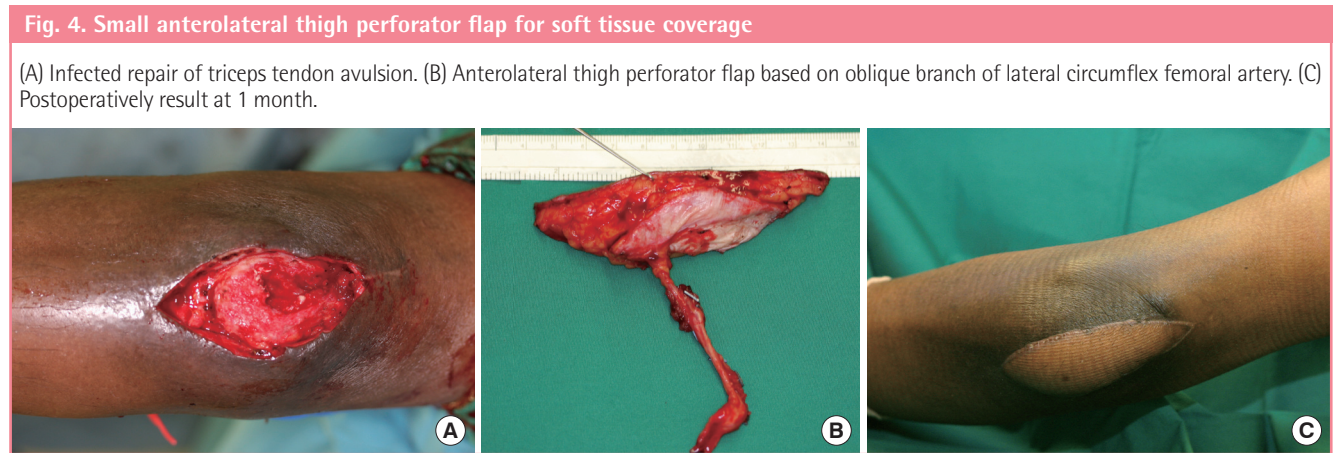 Fig. 4. Small anterolateral thigh perforator flap for soft tissue coverage
(A) Infected repair of triceps tendon avulsion. (B) Anterolateral thigh perforator flap based on oblique branch of lateral circumflex femoral artery. (C)
Postoperatively result at 1 month.
A
B
C